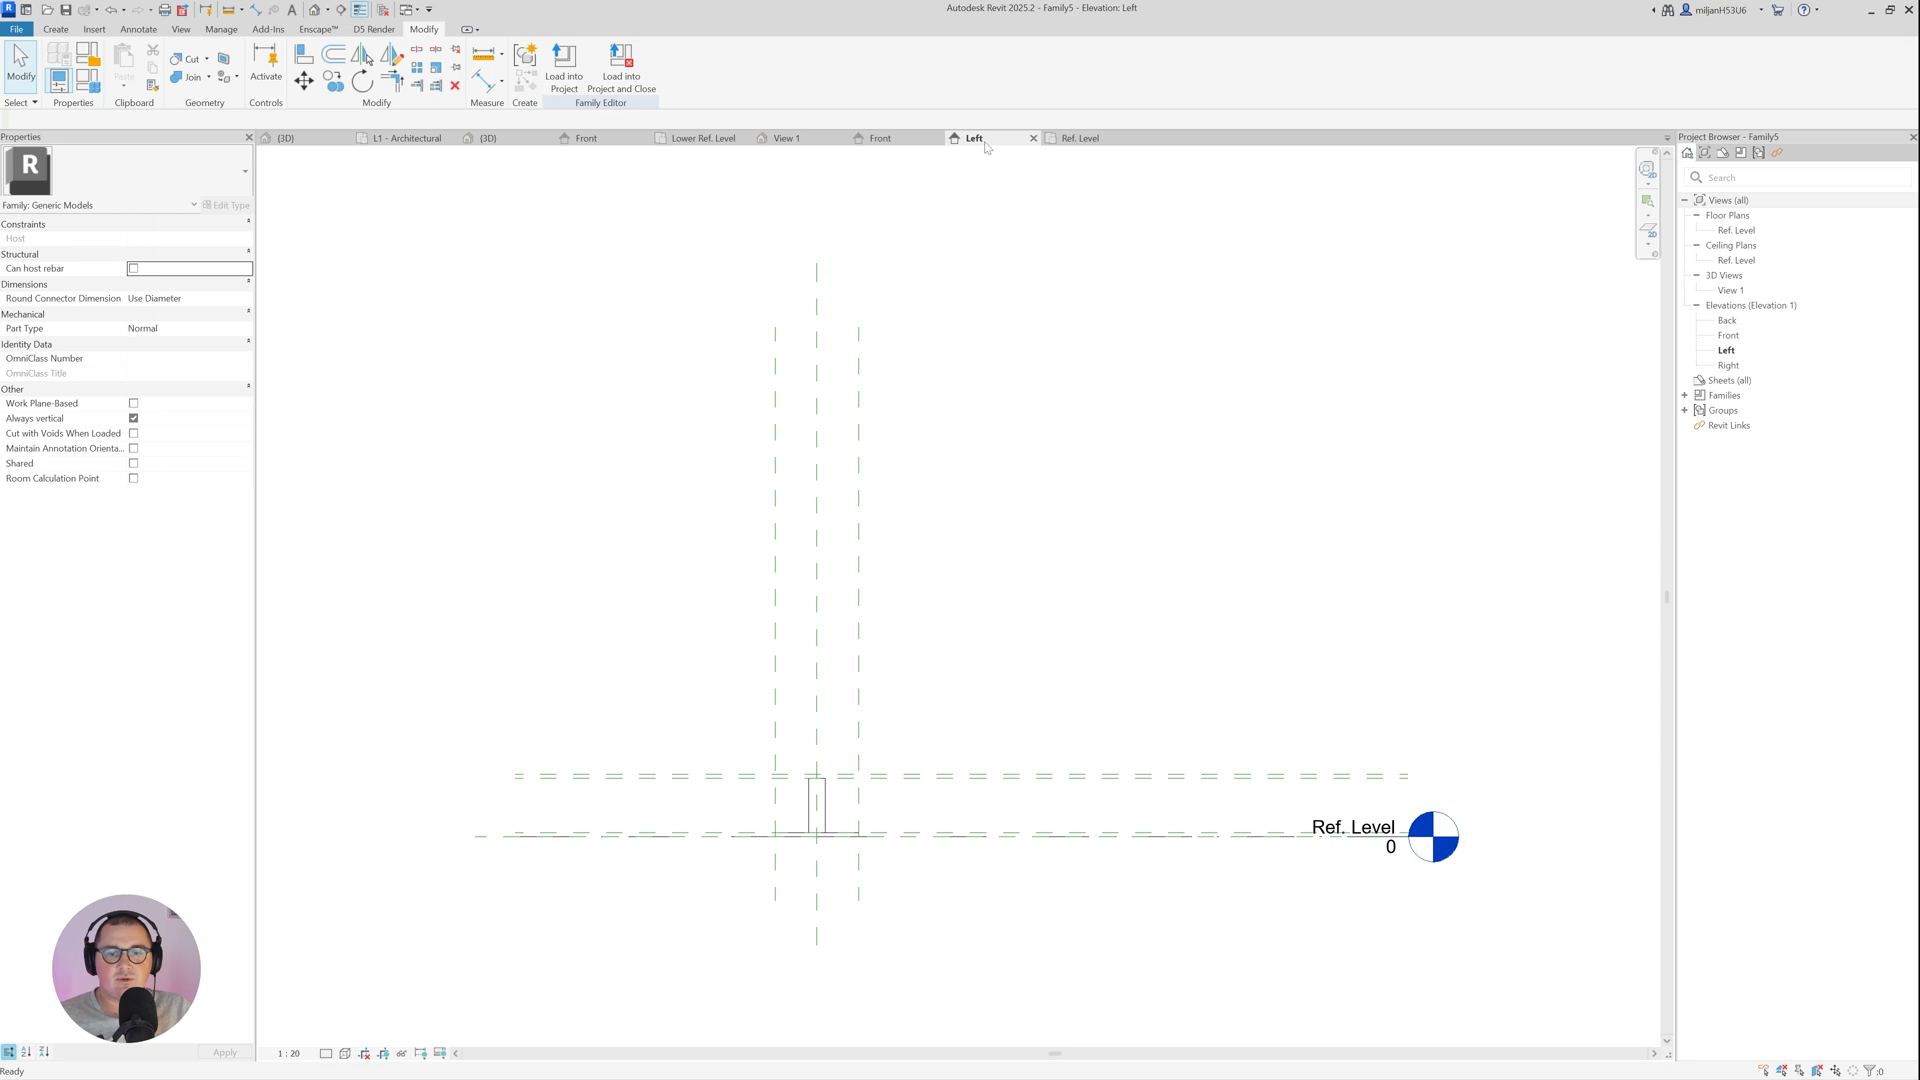 Autodesk Revit 2025.2 - Family5 - Elevation: Left
miljanH53U6
File Create Insert Annotate View Manage Add-Ins Enscape™ D5 Render Modify
Modify
Paste
Cut
Join
Activate
Load into
Project
Load into
Project and Close
Select Properties Clipboard Geometry Controls Modify Measure Create Family Editor
Properties
{3D} L1 - Architectural {3D} Front Lower Ref. Level View 1 Front Left Ref. Level
Project Browser - Family5
R
Family: Generic Models
Edit Type
Constraints
Host
Structural
Can host rebar
Dimensions
Round Connector Dimension Use Diameter
Mechanical
Part Type Normal
Identity Data
OmniClass Number
OmniClass Title
Other
Work Plane-Based
Always vertical
Cut with Voids When Loaded
Maintain Annotation Orienta...
Shared
Room Calculation Point
Apply
Ref. Level
0
1 : 20
Search
Views (all)
Floor Plans
Ref. Level
Ceiling Plans
Ref. Level
3D Views
View 1
Elevations (Elevation 1)
Back
Front
Left
Right
Sheets (all)
Families
Groups
Revit Links
Ready
:0